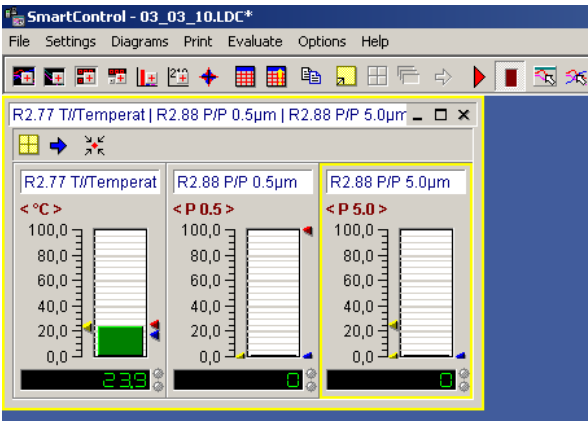 SmartControl - 03_03_10.LDC*
File Settings Diagrams Print Evaluate Options Help
R2.77 T//Temperat | R2.88 P/P 0.5µm | R2.88 P/P 5.0µm
R2.77 T//Temperat R2.88 P/P 0.5µm R2.88 P/P 5.0µm
< °C > < P 0.5 > < P 5.0 >
100,0 100,0 100,0
80,0 80,0 80,0
60,0 60,0 60,0
40,0 40,0 40,0
20,0 20,0 20,0
0,0 0,0 0,0
23.9 0 0